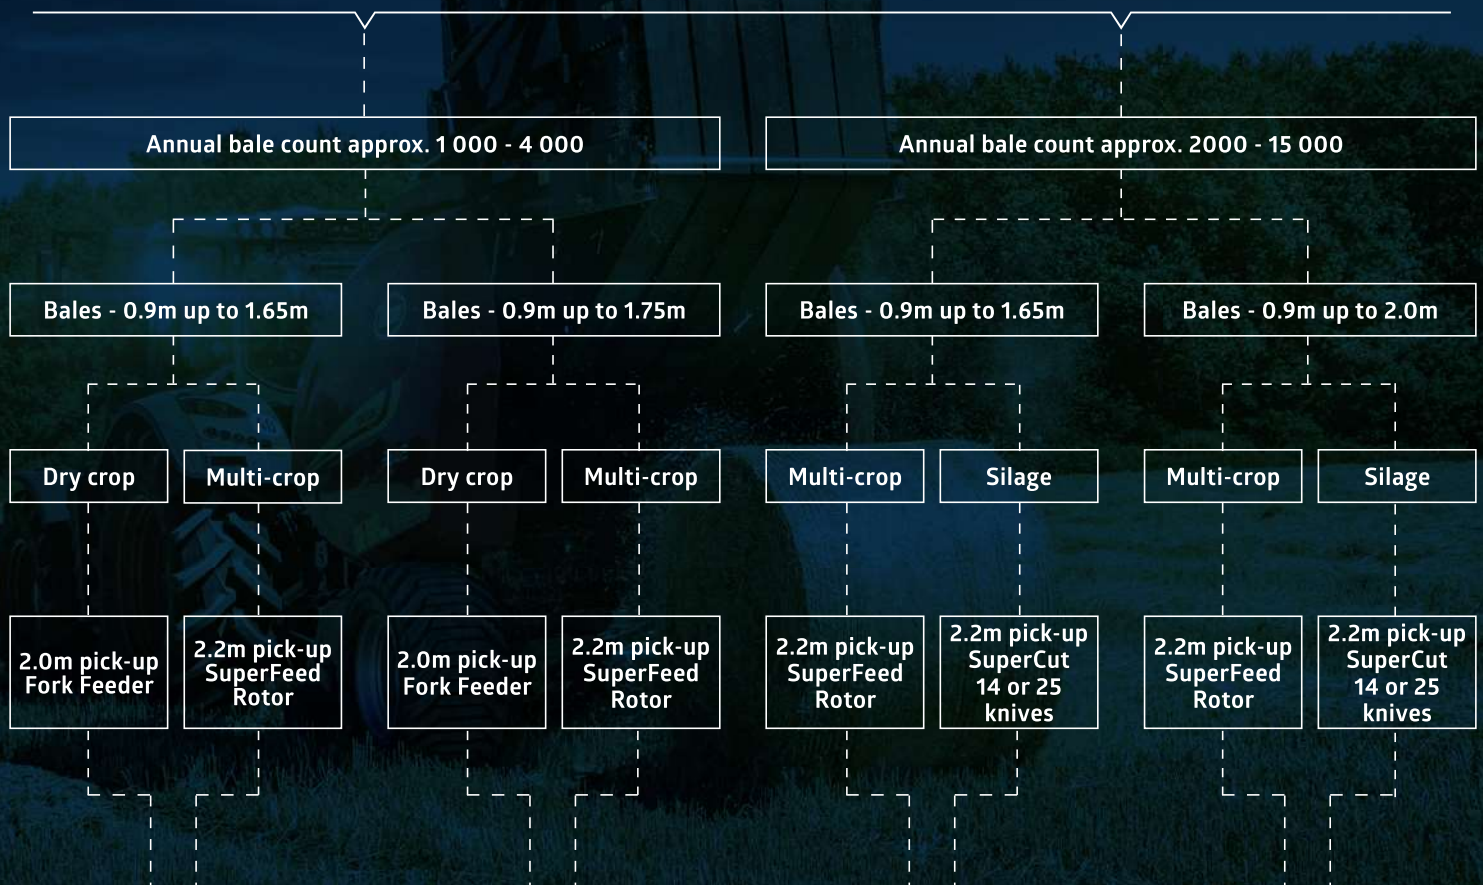 Annual bale count approx. 1 000 - 4 000
Annual bale count approx. 2000 - 15 000
Bales - 0.9m up to 1.65m
Bales - 0.9m up to 1.75m
Bales - 0.9m up to 1.65m
Bales - 0.9m up to 2.0m
Dry crop
Multi-crop
Dry crop
Multi-crop
Multi-crop
Silage
Multi-crop
Silage
2.0m pick-up
Fork Feeder
2.2m pick-up
SuperFeed
Rotor
2.0m pick-up
Fork Feeder
2.2m pick-up
SuperFeed
Rotor
2.2m pick-up
SuperFeed
Rotor
2.2m pick-up
SuperCut
14 or 25
knives
2.2m pick-up
SuperFeed
Rotor
2.2m pick-up
SuperCut
14 or 25
knives